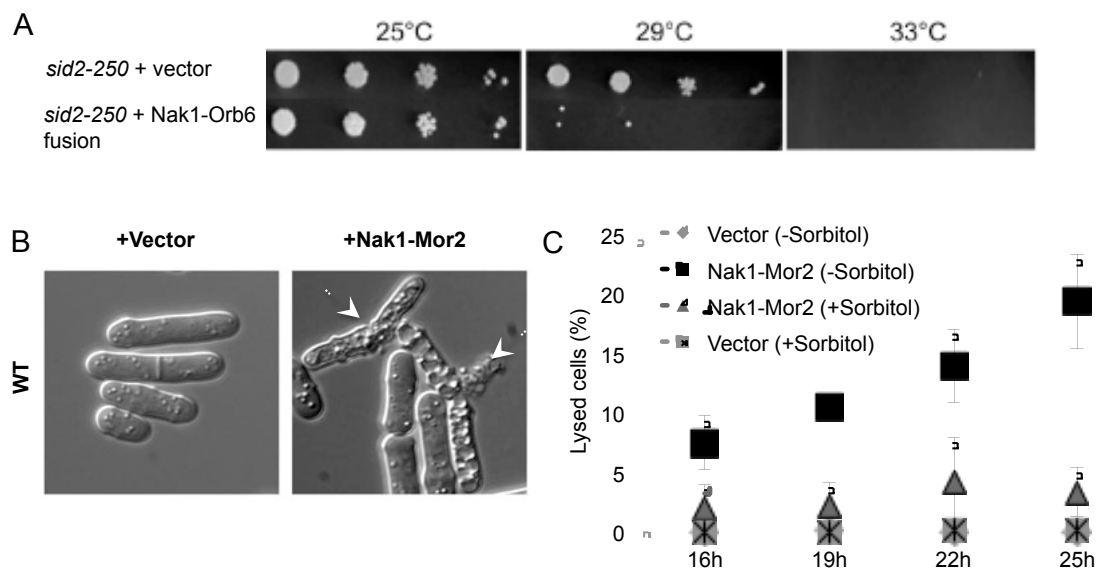 A
25°C 29°C 33°C
sid2-250 + vector
sid2-250 + Nak1-Orb6
fusion
B
+Vector +Nak1-Mor2
WT
C
25
20
15
10
5
0
Lysed cells (%)
Vector (-Sorbitol)
Nak1-Mor2 (-Sorbitol)
Nak1-Mor2 (+Sorbitol)
Vector (+Sorbitol)
16h 19h 22h 25h